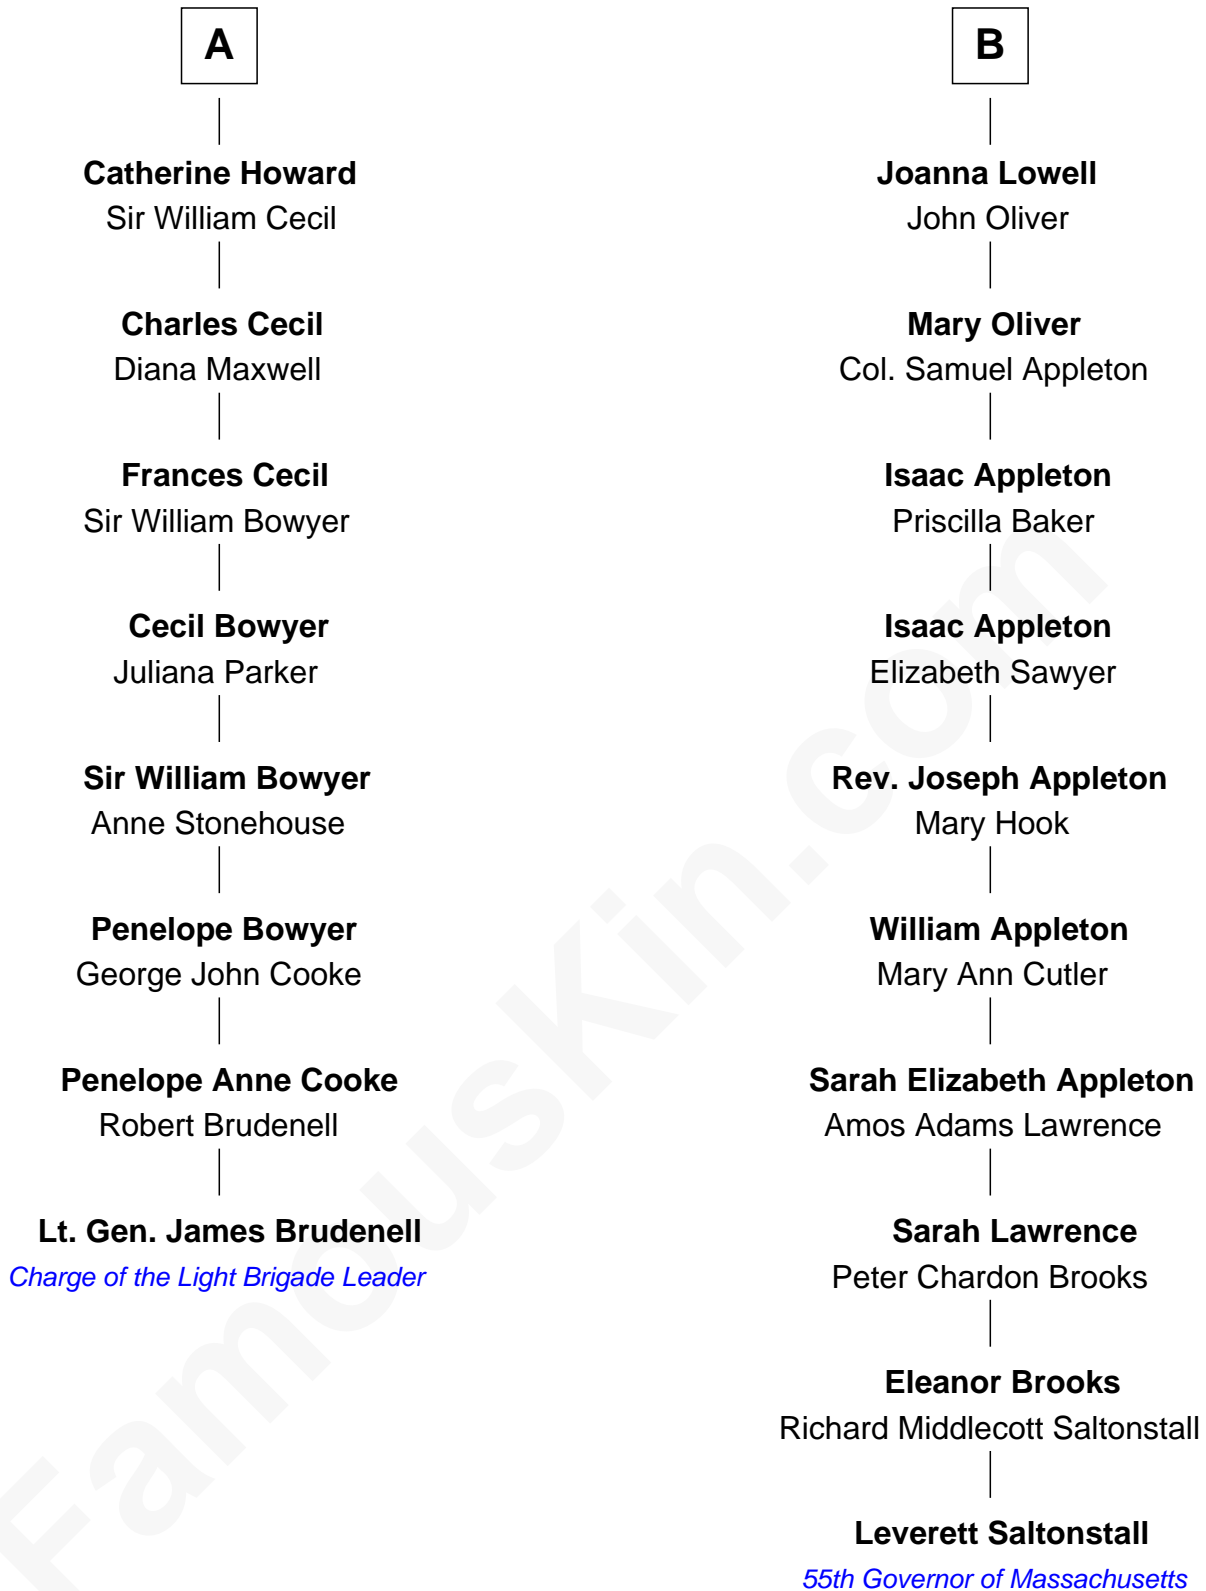 A
Catherine Howard
Sir William Cecil
Charles Cecil
Diana Maxwell
Frances Cecil
Sir William Bowyer
Cecil Bowyer
Juliana Parker
Sir William Bowyer
Anne Stonehouse
Penelope Bowyer
George John Cooke
Penelope Anne Cooke
Robert Brudenell
Lt. Gen. James Brudenell
Charge of the Light Brigade Leader
B
Joanna Lowell
John Oliver
Mary Oliver
Col. Samuel Appleton
Isaac Appleton
Priscilla Baker
Isaac Appleton
Elizabeth Sawyer
Rev. Joseph Appleton
Mary Hook
William Appleton
Mary Ann Cutler
Sarah Elizabeth Appleton
Amos Adams Lawrence
Sarah Lawrence
Peter Chardon Brooks
Eleanor Brooks
Richard Middlecott Saltonstall
Leverett Saltonstall
55th Governor of Massachusetts
FamousKin.com